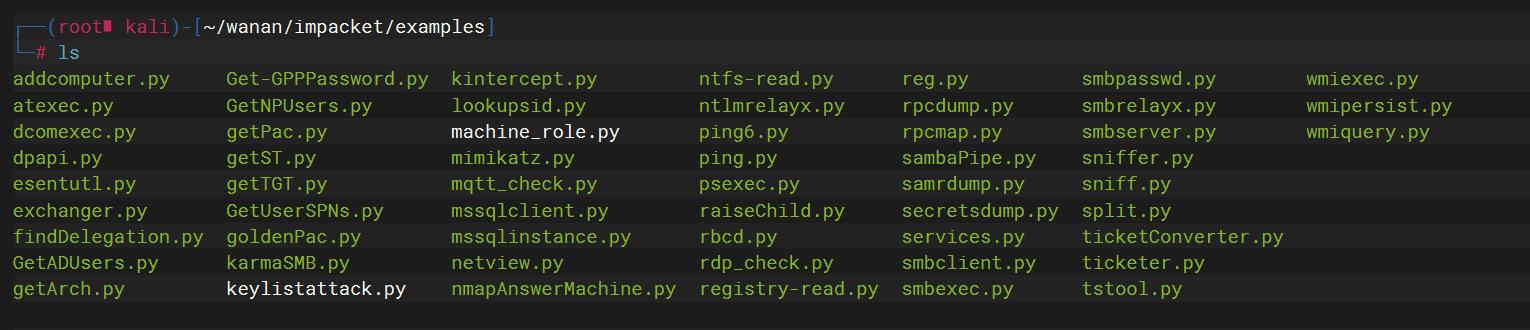 ┌──(root㉿ kali)-[~/wanan/impacket/examples]
└─# ls
addcomputer.py Get-GPPPassword.py kintercept.py ntfs-read.py reg.py smbpasswd.py wmiexec.py
atexec.py GetNPUsers.py lookupsid.py ntlmrelayx.py rpcdump.py smbrelayx.py wmipersist.py
dcomexec.py getPac.py machine_role.py ping6.py rpcmap.py smbserver.py wmiquery.py
dpapi.py getST.py mimikatz.py ping.py sambaPipe.py sniffer.py
esentutl.py getTGT.py mqtt_check.py psexec.py samrdump.py sniff.py
exchanger.py GetUserSPNs.py mssqlclient.py raiseChild.py secretsdump.py split.py
findDelegation.py goldenPac.py mssqlinstance.py rbcd.py services.py ticketConverter.py
GetADUsers.py karmaSMB.py netview.py rdp_check.py smbclient.py ticketer.py
getArch.py keylistattack.py nmapAnswerMachine.py registry-read.py smbexec.py tstool.py